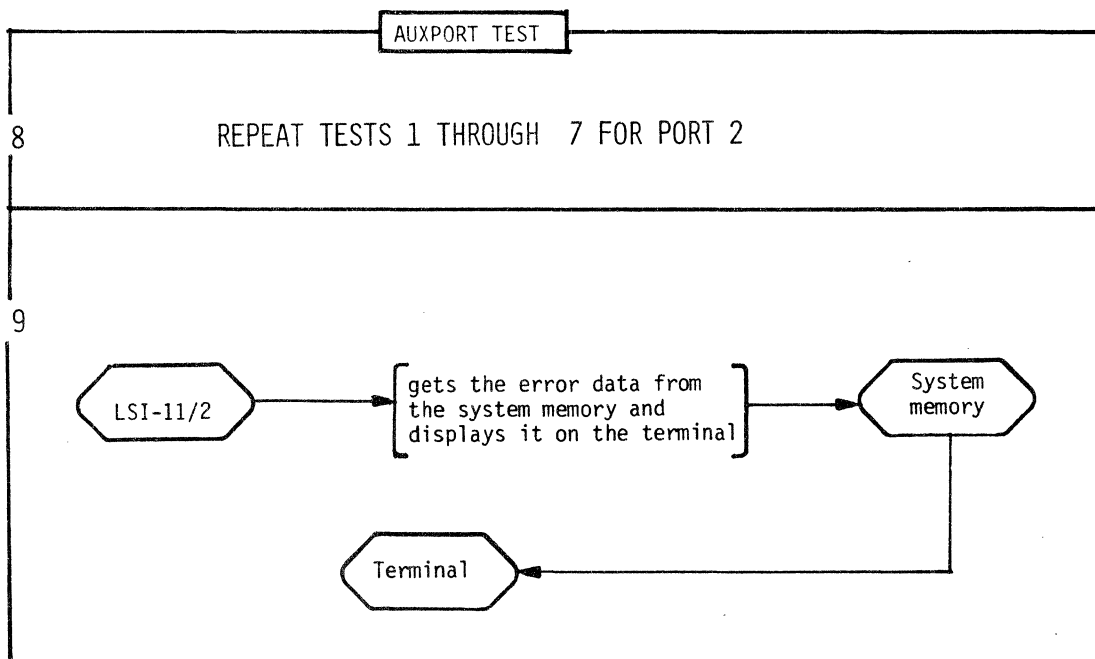 AUXPORT TEST
8
REPEAT TESTS 1 THROUGH 7 FOR PORT 2
9
LSI-11/2
gets the error data from
the system memory and
displays it on the terminal
System
memory
Terminal